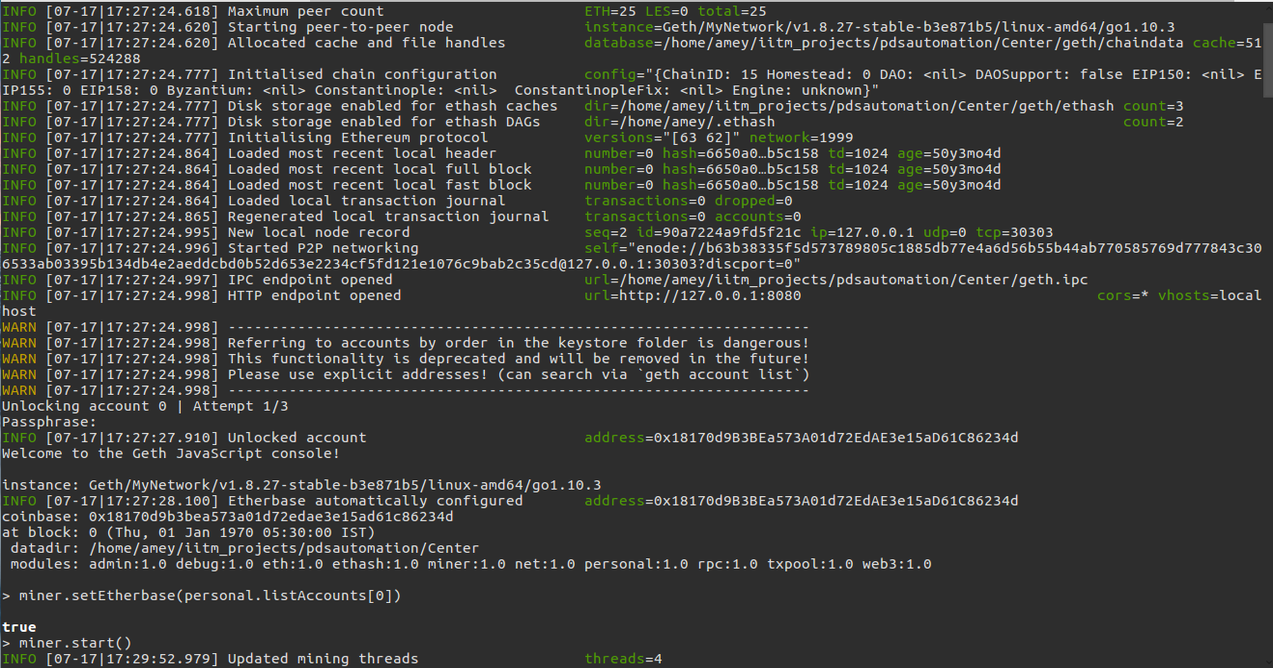 INFO [07-17|17:27:24.618] Maximum peer count                       ETH=25 LES=0 total=25
INFO [07-17|17:27:24.620] Starting peer-to-peer node               instance=Geth/MyNetwork/v1.8.27-stable-b3e871b5/linux-amd64/go1.10.3
INFO [07-17|17:27:24.620] Allocated cache and file handles         database=/home/amey/iitm_projects/pdsautomation/Center/geth/chaindata cache=51
2 handles=524288
INFO [07-17|17:27:24.777] Initialised chain configuration          config="{ChainID: 15 Homestead: 0 DAO: <nil> DAOSupport: false EIP150: <nil> E
IP155: 0 EIP158: 0 Byzantium: <nil> Constantinople: <nil>  ConstantinopleFix: <nil> Engine: unknown}"
INFO [07-17|17:27:24.777] Disk storage enabled for ethash caches   dir=/home/amey/iitm_projects/pdsautomation/Center/geth/ethash count=3
INFO [07-17|17:27:24.777] Disk storage enabled for ethash DAGs     dir=/home/amey/.ethash                                        count=2
INFO [07-17|17:27:24.777] Initialising Ethereum protocol           versions="[63 62]" network=1999
INFO [07-17|17:27:24.864] Loaded most recent local header          number=0 hash=6650a0…b5c158 td=1024 age=50y3mo4d
INFO [07-17|17:27:24.864] Loaded most recent local full block      number=0 hash=6650a0…b5c158 td=1024 age=50y3mo4d
INFO [07-17|17:27:24.864] Loaded most recent local fast block      number=0 hash=6650a0…b5c158 td=1024 age=50y3mo4d
INFO [07-17|17:27:24.864] Loaded local transaction journal         transactions=0 dropped=0
INFO [07-17|17:27:24.865] Regenerated local transaction journal    transactions=0 accounts=0
INFO [07-17|17:27:24.995] New local node record                    seq=2 id=90a7224a9fd5f21c ip=127.0.0.1 udp=0 tcp=30303
INFO [07-17|17:27:24.996] Started P2P networking                   self="enode://b63b38335f5d573789805c1885db77e4a6d56b55b44ab770585769d777843c30
6533ab03395b134db4e2aeddcbd0b52d653e2234cf5fd121e1076c9bab2c35cd@127.0.0.1:30303?discport=0"
INFO [07-17|17:27:24.997] IPC endpoint opened                      url=/home/amey/iitm_projects/pdsautomation/Center/geth.ipc
INFO [07-17|17:27:24.998] HTTP endpoint opened                     url=http://127.0.0.1:8080                                  cors=* vhosts=local
host
WARN [07-17|17:27:24.998] -------------------------------------------------------------------
WARN [07-17|17:27:24.998] Referring to accounts by order in the keystore folder is dangerous!
WARN [07-17|17:27:24.998] This functionality is deprecated and will be removed in the future!
WARN [07-17|17:27:24.998] Please use explicit addresses! (can search via `geth account list`)
WARN [07-17|17:27:24.998] -------------------------------------------------------------------
Unlocking account 0 | Attempt 1/3
Passphrase:
INFO [07-17|17:27:27.910] Unlocked account                         address=0x18170d9B3BEa573A01d72EdAE3e15aD61C86234d
Welcome to the Geth JavaScript console!

instance: Geth/MyNetwork/v1.8.27-stable-b3e871b5/linux-amd64/go1.10.3
INFO [07-17|17:27:28.100] Etherbase automatically configured       address=0x18170d9B3BEa573A01d72EdAE3e15aD61C86234d
coinbase: 0x18170d9b3bea573a01d72edae3e15ad61c86234d
at block: 0 (Thu, 01 Jan 1970 05:30:00 IST)
 datadir: /home/amey/iitm_projects/pdsautomation/Center
 modules: admin:1.0 debug:1.0 eth:1.0 ethash:1.0 miner:1.0 net:1.0 personal:1.0 rpc:1.0 txpool:1.0 web3:1.0

> miner.setEtherbase(personal.listAccounts[0])

true
> miner.start()
INFO [07-17|17:29:52.979] Updated mining threads                   threads=4